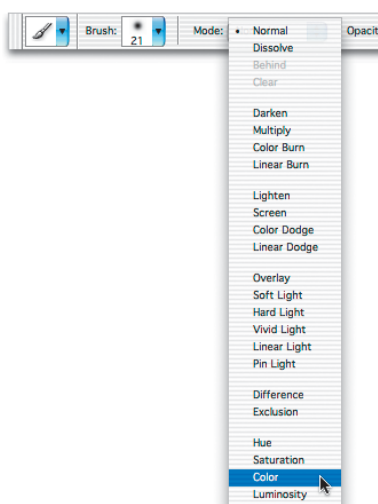 Brush: 21 Mode: • Normal Opacit
Dissolve
Behind
Clear
Darken
Multiply
Color Burn
Linear Burn
Lighten
Screen
Color Dodge
Linear Dodge
Overlay
Soft Light
Hard Light
Vivid Light
Linear Light
Pin Light
Difference
Exclusion
Hue
Saturation
Color
Luminosity